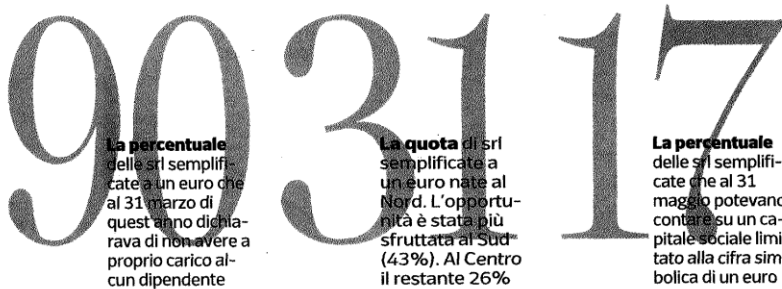 90
La percentuale
delle srl semplifi-
cate a un euro che
al 31 marzo di
quest'anno dichia-
rava di non avere a
proprio carico al-
cun dipendente
31
La quota di srl
semplificate a
un euro nate al
Nord. L'opportu-
nità è stata più
sfruttata al Sud
(43%). Al Centro
il restante 26%
17
La percentuale
delle srl semplifi-
cate che al 31
maggio potevano
contare su un ca-
pitale sociale limi
tato alla cifra sim
bolica di un euro